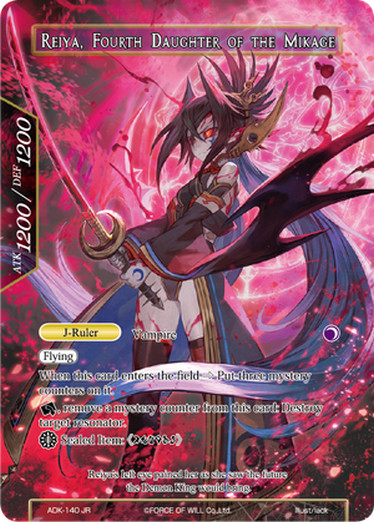 Reiya, Fourth Daughter of the Mikage
ATK 1200 / DEF 1200
J-Ruler Vampire
Flying
When this card enters the field → Put three mystery
counters on it.
, remove a mystery counter from this card: Destroy
target resonator.
Sealed Item:
Reiya's left eye pained her as she saw the future
the Demon King would bring.
ADK-140 JR ©FORCE OF WILL Co.,Ltd. Illust/lack